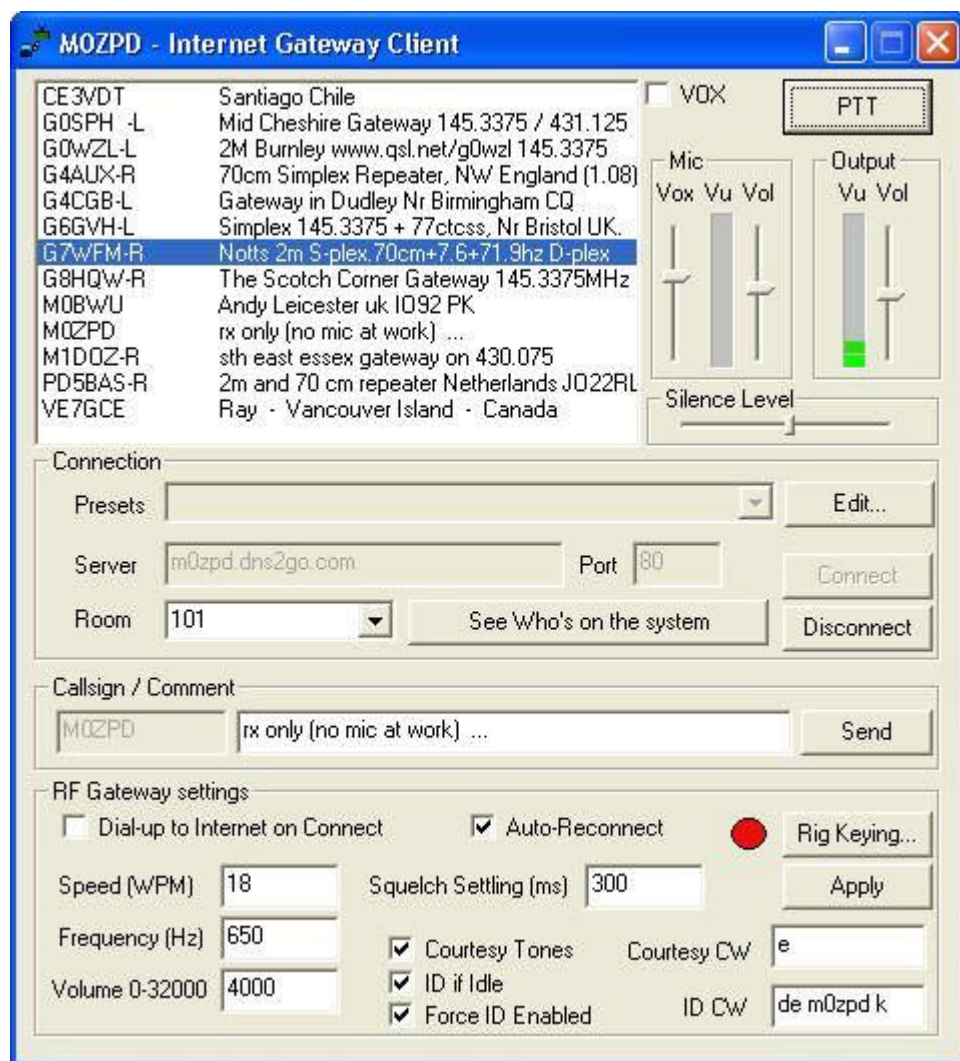 M0ZPD - Internet Gateway Client
CE3VDT Santiago Chile
G0SPH -L Mid Cheshire Gateway 145.3375 / 431.125
G0WZL-L 2M Burnley www.qsl.net/g0wzl 145.3375
G4AUX-R 70cm Simplex Repeater, NW England (1.08)
G4CGB-L Gateway in Dudley Nr Birmingham CQ
G6GVH-L Simplex 145.3375 + 77ctcss, Nr Bristol UK.
G7WFM-R Notts 2m S-plex.70cm+7.6+71.9hz D-plex
G8HQW-R The Scotch Corner Gateway 145.3375MHz
M0BWU Andy Leicester uk IO92 PK
M0ZPD rx only (no mic at work) ...
M1DOZ-R sth east essex gateway on 430.075
PD5BAS-R 2m and 70 cm repeater Netherlands JO22RL
VE7GCE Ray - Vancouver Island - Canada
VOX PTT
Mic Output
Vox Vu Vol Vu Vol
Silence Level
Connection
Presets Edit...
Server m0zpd.dns2go.com Port 80 Connect
Room 101 See Who's on the system Disconnect
Callsign / Comment
M0ZPD rx only (no mic at work) ... Send
RF Gateway settings
Dial-up to Internet on Connect Auto-Reconnect Rig Keying...
Speed (WPM) 18 Squelch Settling (ms) 300 Apply
Frequency (Hz) 650 Courtesy Tones Courtesy CW e
Volume 0-32000 4000 ID if Idle
Force ID Enabled ID CW de m0zpd k